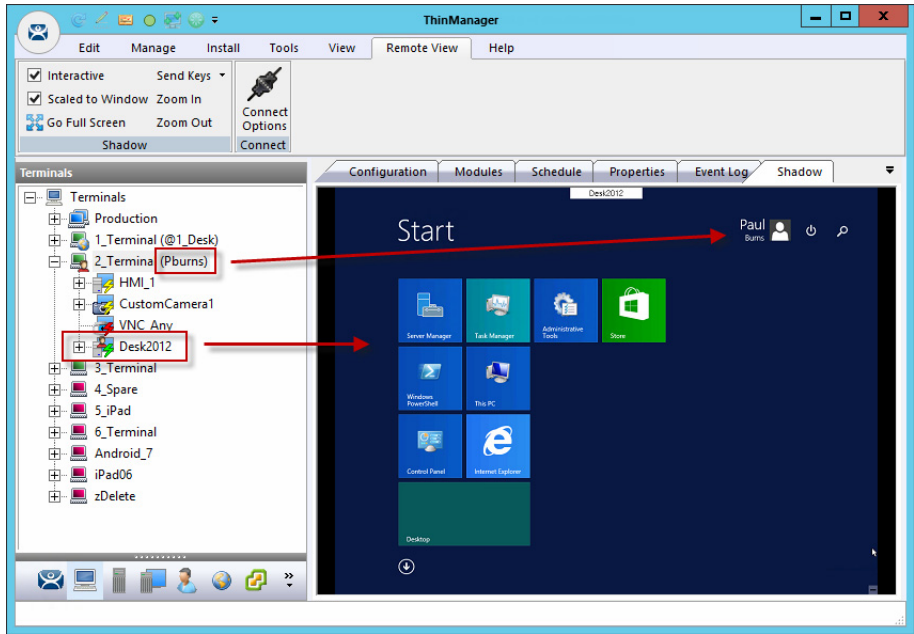 ThinManager
Edit Manage Install Tools View Remote View Help
Interactive Send Keys
Scaled to Window Zoom In
Go Full Screen Zoom Out
Connect
Options
Shadow Connect
Terminals
Configuration Modules Schedule Properties Event Log Shadow
Terminals
Production
1_Terminal (@1_Desk)
2_Terminal (Pburns)
HMI_1
CustomCamera1
VNC_Any
Desk2012
3_Terminal
4_Spare
5_iPad
6_Terminal
Android_7
iPad06
zDelete
Desk2012
Start
Paul
Burns
Server Manager
Task Manager
Administrative
Tools
Store
Windows
PowerShell
This PC
Control Panel
Internet Explorer
Desktop